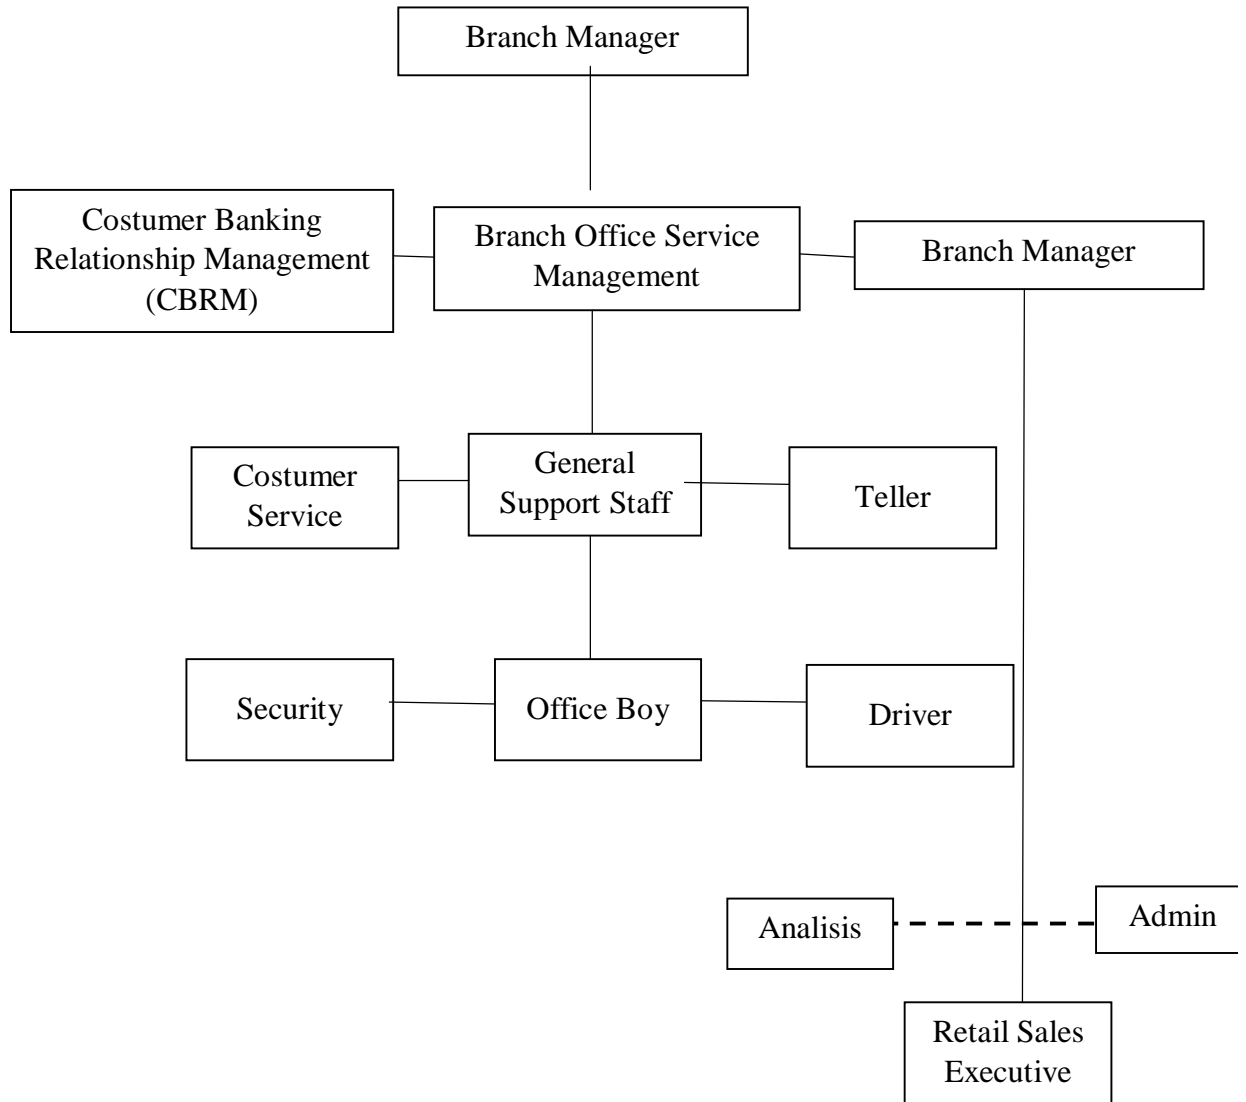 Branch Manager
Costumer Banking
Relationship Management
(CBRM)
Branch Office Service
Management
Branch Manager
Costumer
Service
General
Support Staff
Teller
Security
Office Boy
Driver
Analisis
Admin
Retail Sales
Executive